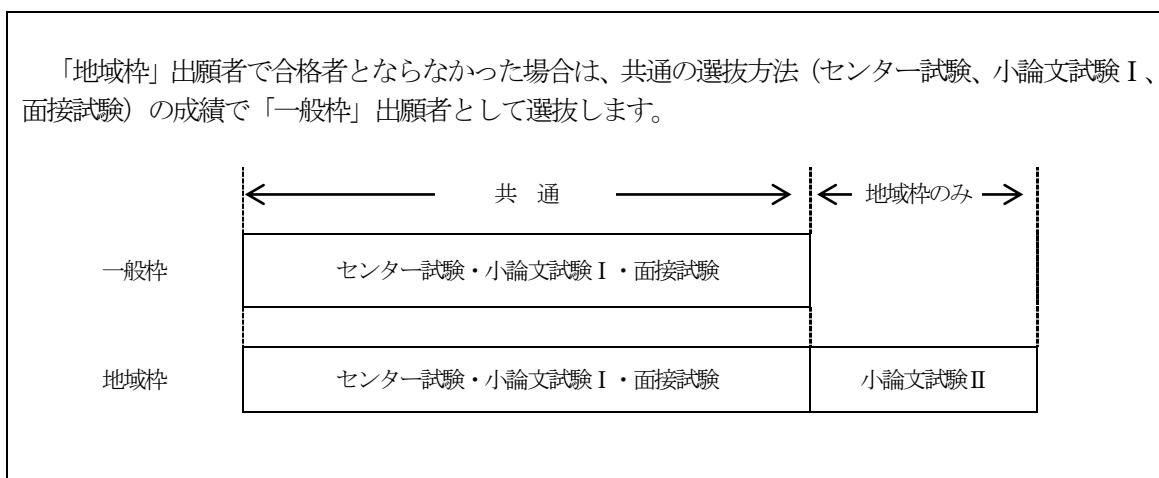 「地域枠」出願者で合格者とならなかった場合は、共通の選抜方法（センター試験、小論文試験Ⅰ、
面接試験）の成績で「一般枠」出願者として選抜します。
共　通
地域枠のみ
一般枠
センター試験・小論文試験Ⅰ・面接試験
地域枠
センター試験・小論文試験Ⅰ・面接試験
小論文試験Ⅱ